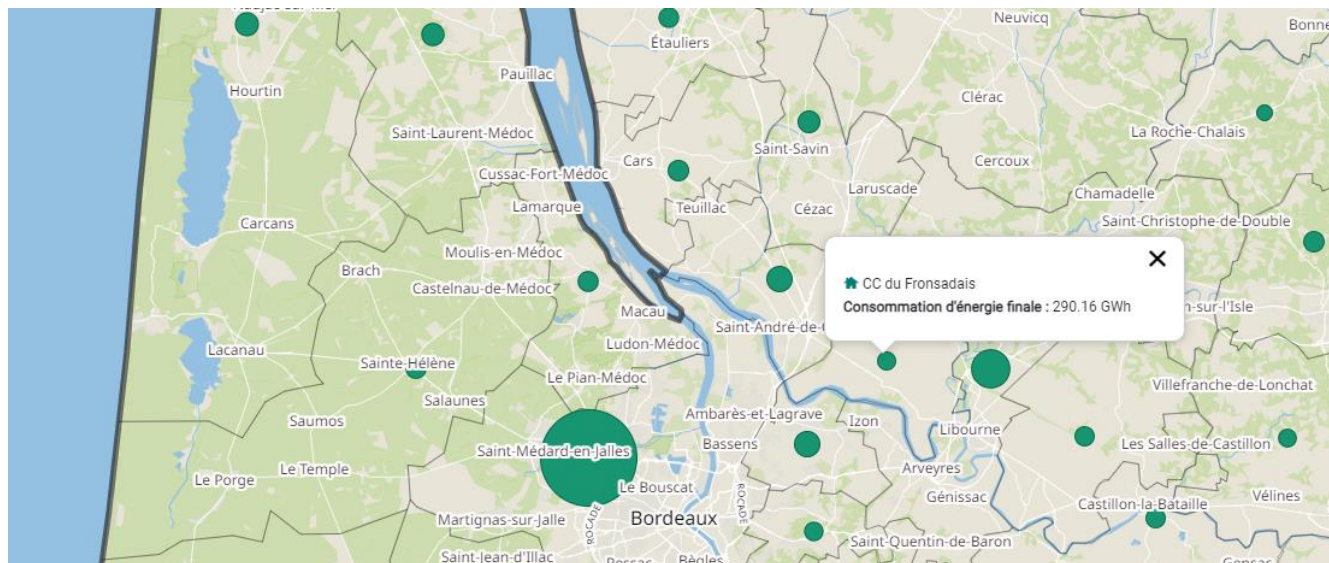 Neuvicq
Étauliers
Pauillac
Hourtin
Clérac
Saint-Laurent-Médoc
La Roche-Chalais
Saint-Savin
Cars
Cercoux
Cussac-Fort-Médoc
Laruscade
Chamadelle
Lamarque
Teuillac
Cézac
Carcans
Saint-Christophe-de-Double
Moulis-en-Médoc
Brach
CC du Fronsadais
Castelnau-de-Médoc
Consommation d'énergie finale : 290.16 GWh
Macau
Saint-André-de-C
n-sur-l'Isle
Ludon-Médoc
Lacanau
Sainte-Hélène
Le Pian-Médoc
Villefranche-de-Lonchat
Salaunes
Ambarès-et-Lagrave
Izon
Saumos
Libourne
Saint-Médard-en-Jalles
Bassens
Les Salles-de-Castillon
Le Temple
Arveyres
Le Porge
Le Bouscat
ROCADE
Génissac
Vélines
Castillon-la-Bataille
Martignas-sur-Jalle
ROCADE
Bordeaux
Saint-Quentin-de-Baron
Saint-Jean-d'Illac
Bègles